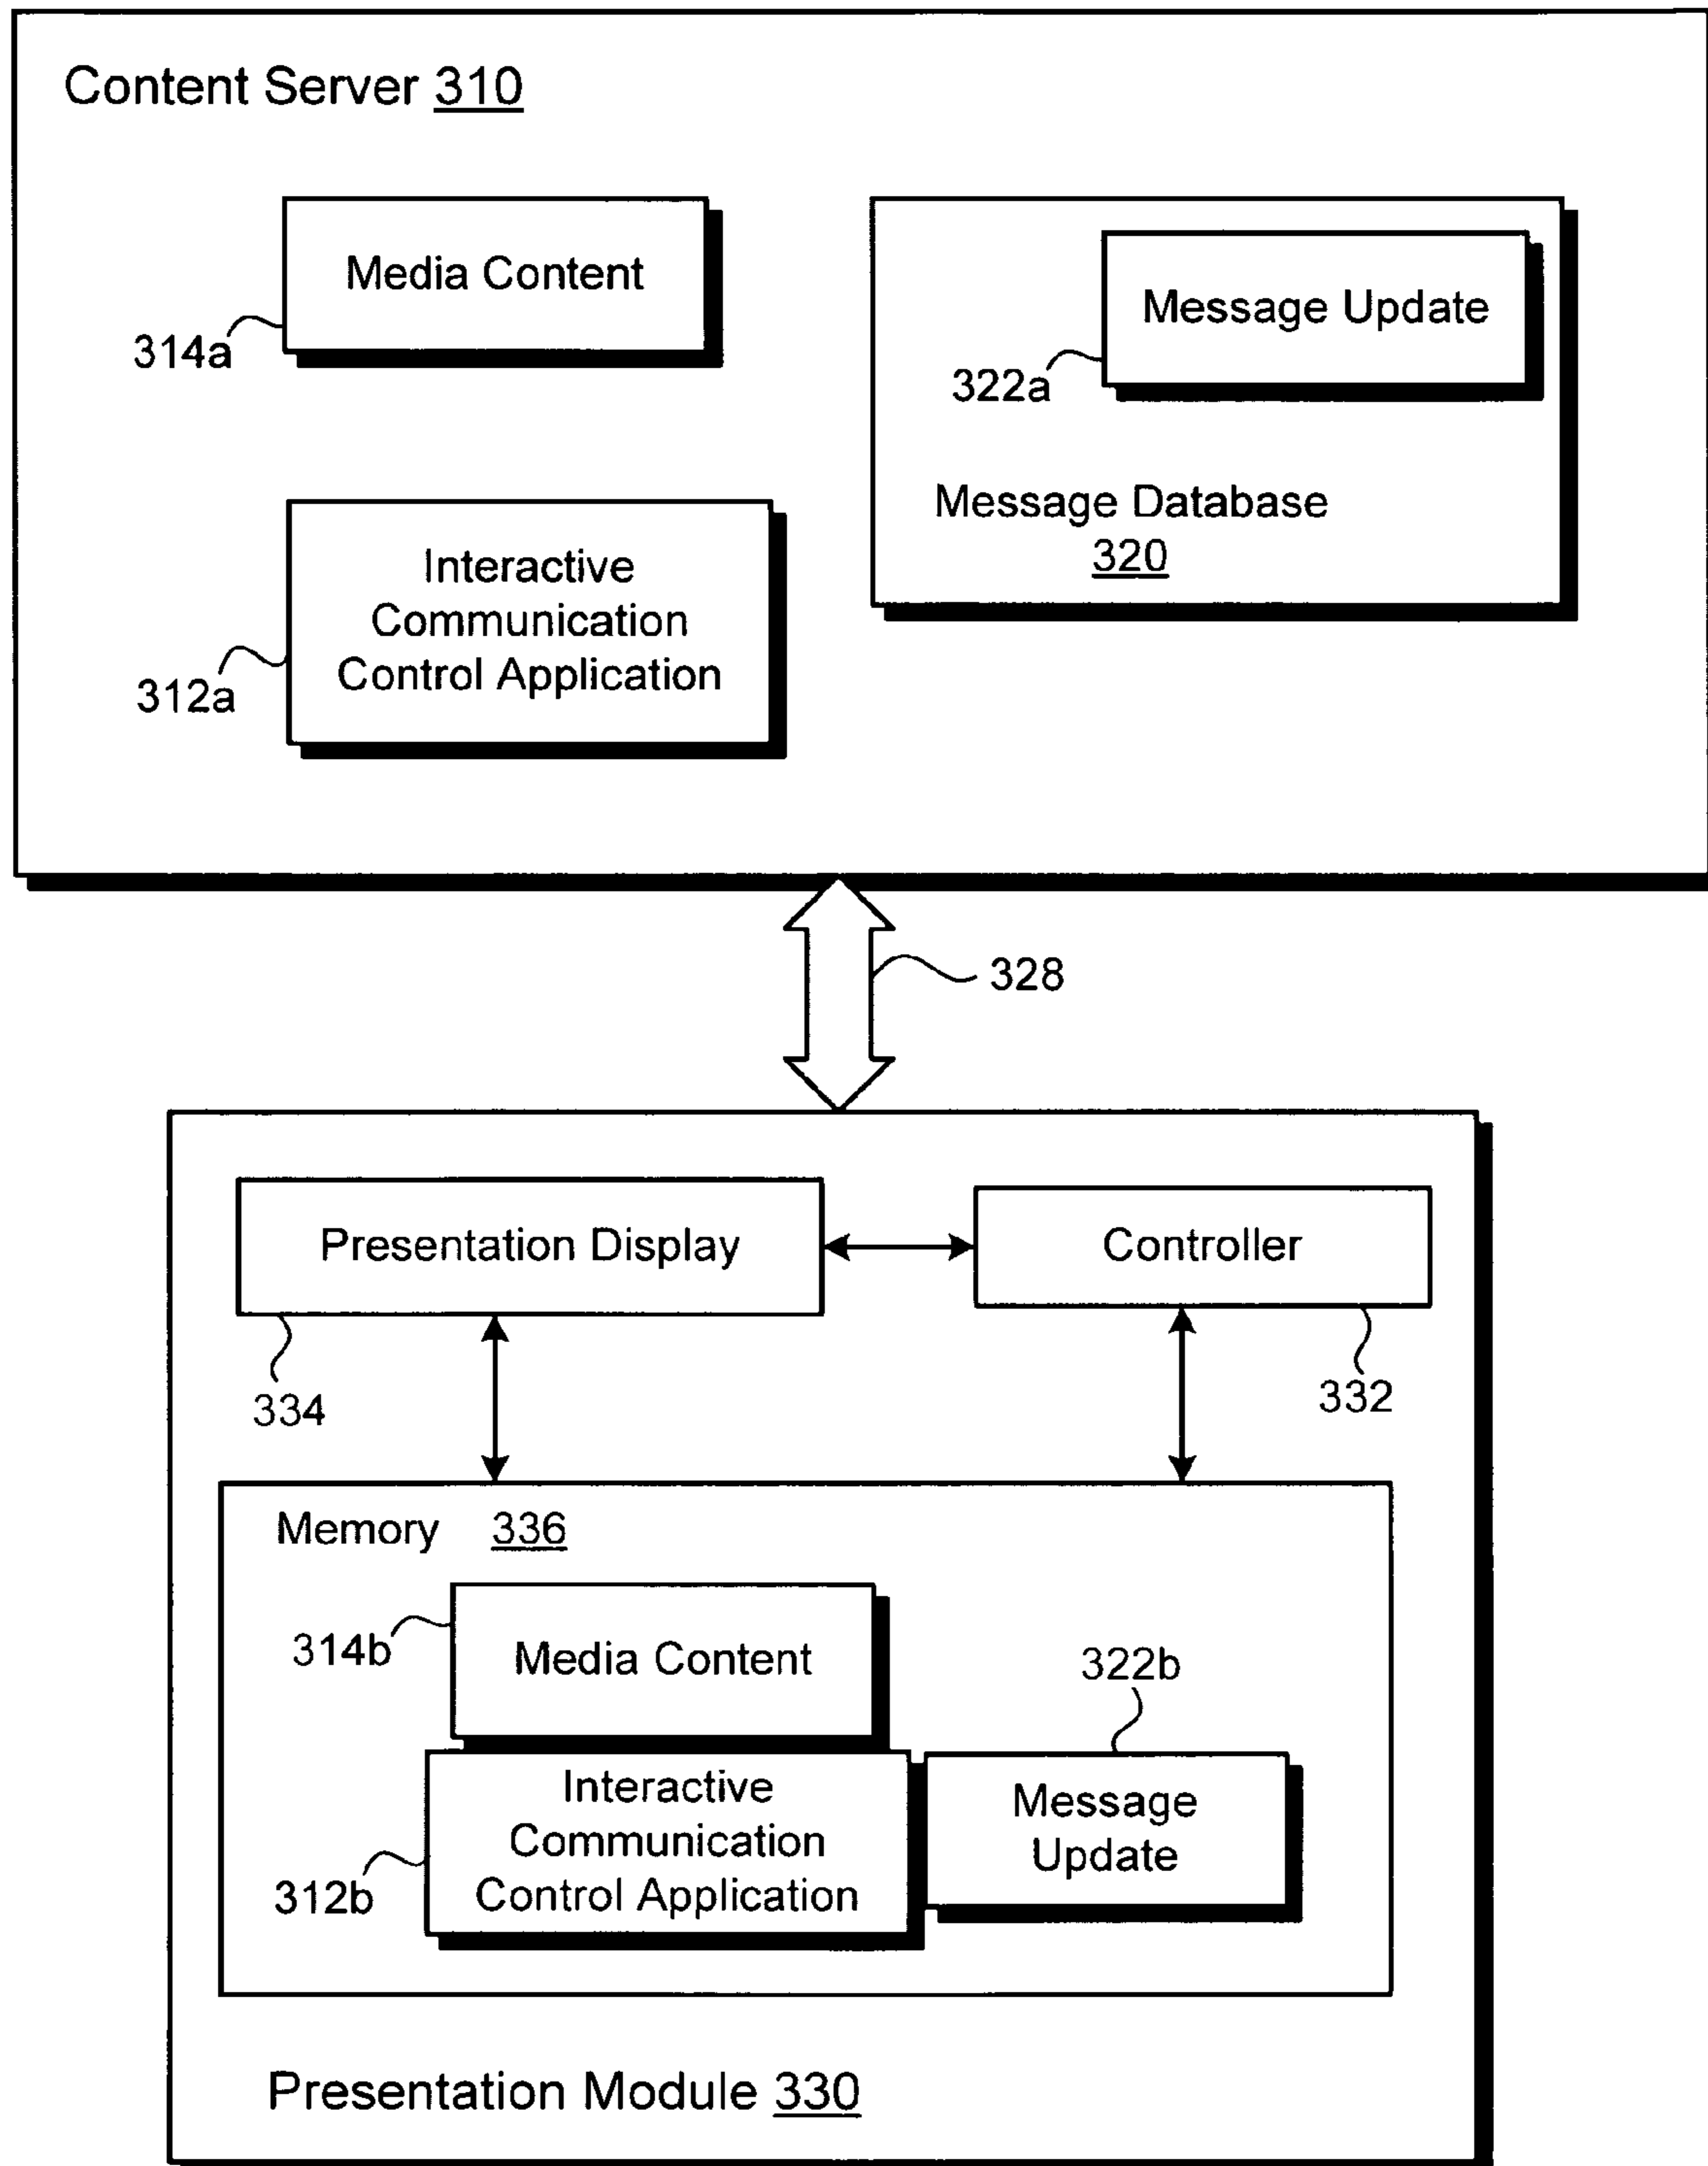 Content Server 310
Media Content
314a
Message Update
322a
Message Database
320
Interactive
Communication
Control Application
312a
328
Presentation Display
Controller
334
332
Memory 336
314b
Media Content
322b
Interactive
Communication
Control Application
312b
Message
Update
Presentation Module 330